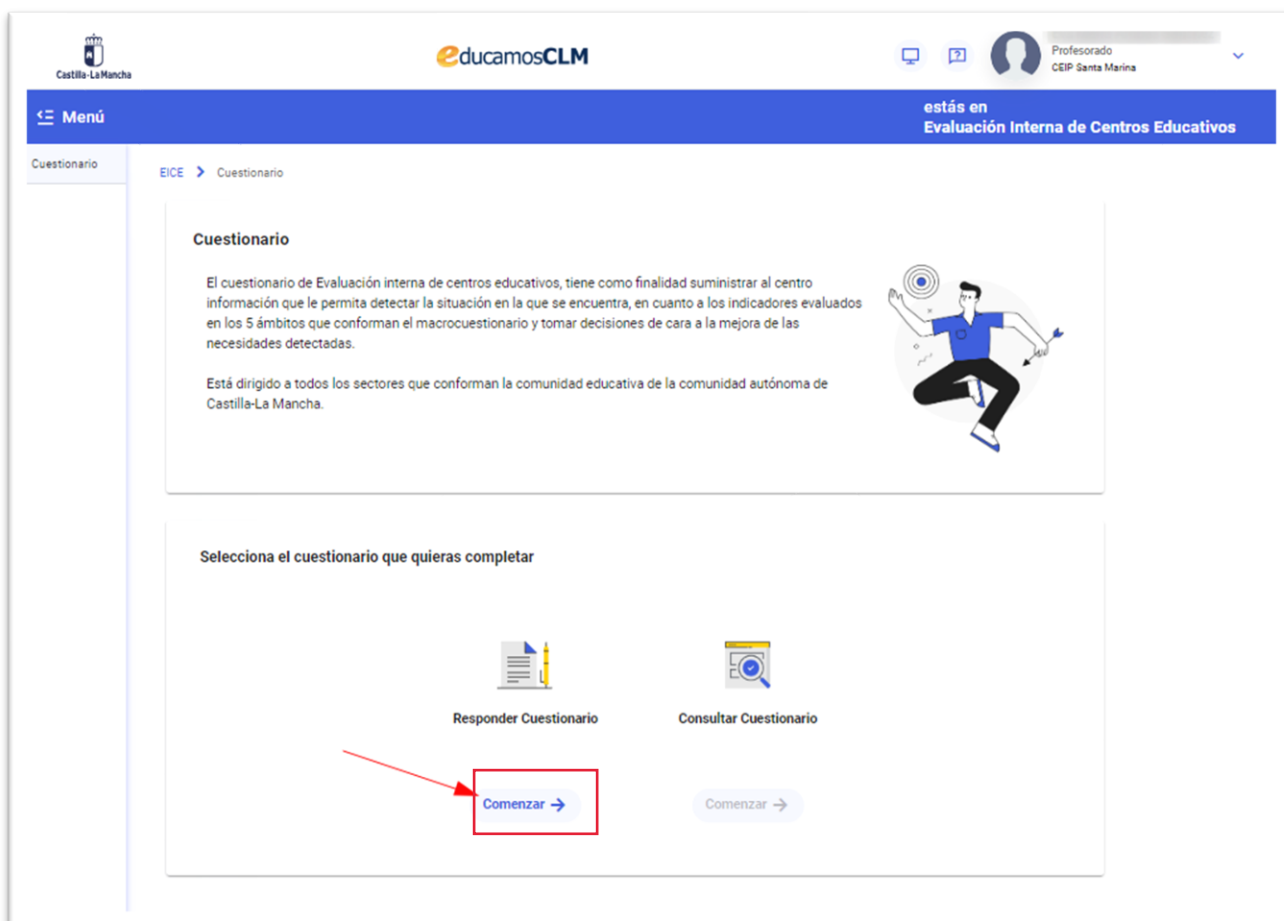 Castilla-La Mancha
educamosCLM
Profesorado
CEIP Santa Marina
Menú
estás en
Evaluación Interna de Centros Educativos
Cuestionario
EICE > Cuestionario
Cuestionario
El cuestionario de Evaluación interna de centros educativos, tiene como finalidad suministrar al centro
información que le permita detectar la situación en la que se encuentra, en cuanto a los indicadores evaluados
en los 5 ámbitos que conforman el macrocuestionario y tomar decisiones de cara a la mejora de las
necesidades detectadas.
Está dirigido a todos los sectores que conforman la comunidad educativa de la comunidad autónoma de
Castilla-La Mancha.
Selecciona el cuestionario que quieras completar
Responder Cuestionario
Consultar Cuestionario
Comenzar →
Comenzar →